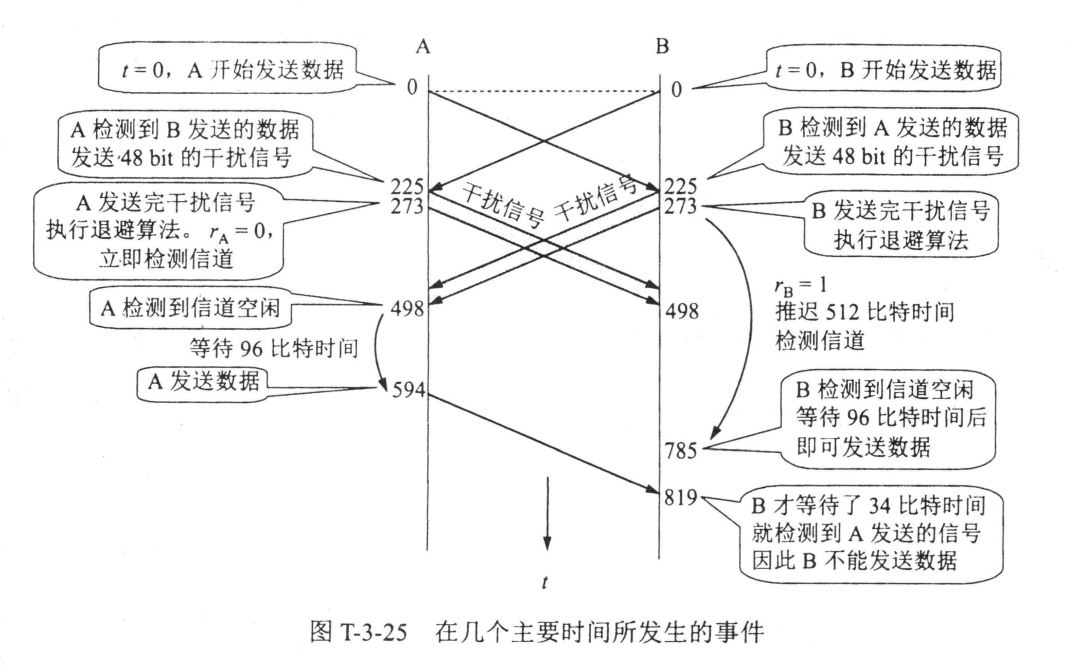 A
B
t = 0，A 开始发送数据
t = 0，B 开始发送数据
0
0
A 检测到 B 发送的数据
发送 48 bit 的干扰信号
B 检测到 A 发送的数据
发送 48 bit 的干扰信号
225
225
干扰信号
干扰信号
273
273
A 发送完干扰信号
执行退避算法。 rA = 0，
立即检测信道
B 发送完干扰信号
执行退避算法
A 检测到信道空闲
498
498
rB = 1
推迟 512 比特时间
检测信道
等待 96 比特时间
A 发送数据
594
B 检测到信道空闲
等待 96 比特时间后
即可发送数据
785
819
B 才等待了 34 比特时间
就检测到 A 发送的信号
因此 B 不能发送数据
t
图 T-3-25 在几个主要时间所发生的事件